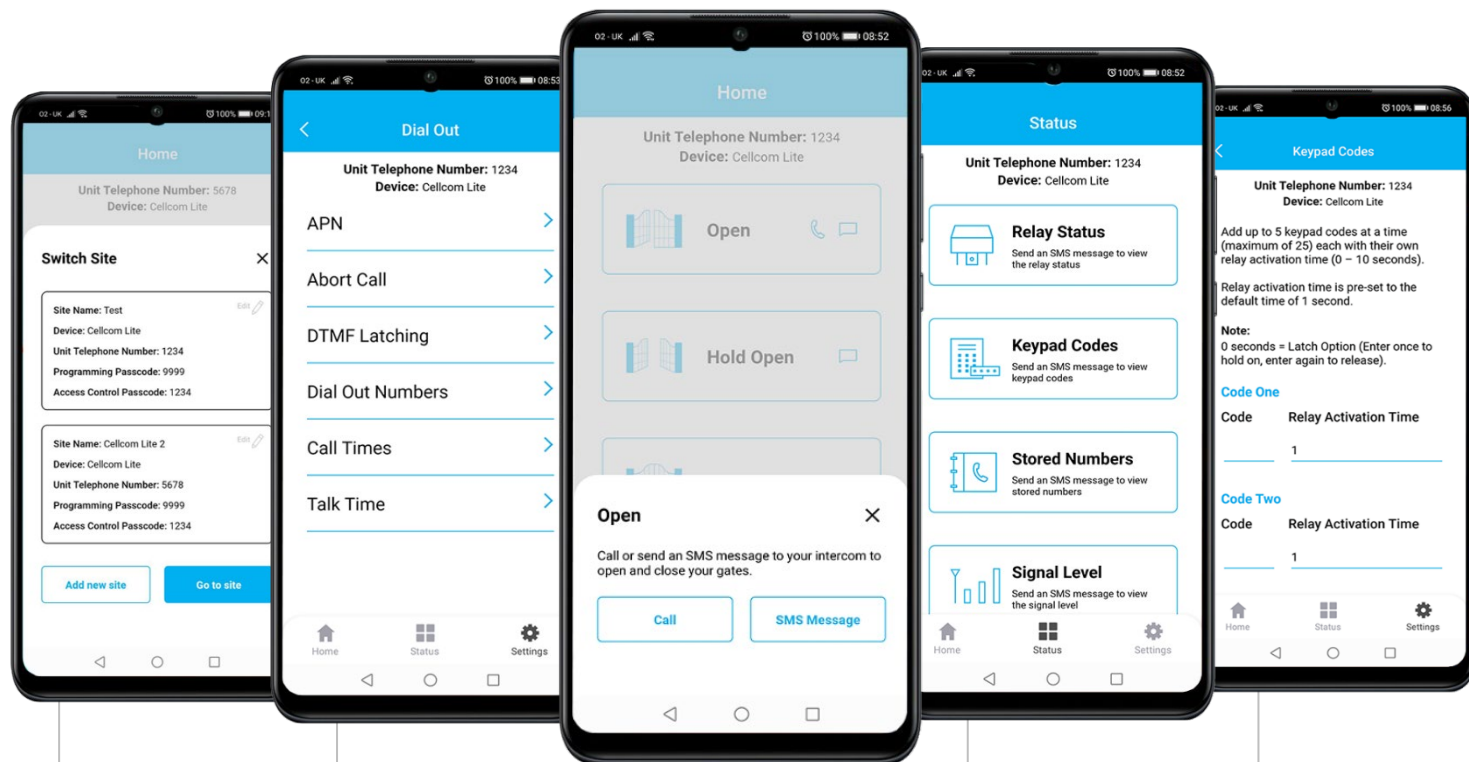 02-UK 100% 09:1
Home
Unit Telephone Number: 5678
Device: Cellcom Lite
Switch Site
Site Name: Test
Edit
Device: Cellcom Lite
Unit Telephone Number: 1234
Programming Passcode: 9999
Access Control Passcode: 1234
Site Name: Cellcom Lite 2
Edit
Device: Cellcom Lite
Unit Telephone Number: 5678
Programming Passcode: 9999
Access Control Passcode: 1234
Add new site
Go to site
02-UK 100% 08:53
Dial Out
Unit Telephone Number: 1234
Device: Cellcom Lite
APN
Abort Call
DTMF Latching
Dial Out Numbers
Call Times
Talk Time
Home Status Settings
02-UK 100% 08:52
Home
Unit Telephone Number: 1234
Device: Cellcom Lite
Open
Hold Open
Open
Call or send an SMS message to your intercom to
open and close your gates.
Call
SMS Message
02-UK 100% 08:52
Status
Unit Telephone Number: 1234
Device: Cellcom Lite
Relay Status
Send an SMS message to view
the relay status
Keypad Codes
Send an SMS message to view
keypad codes
Stored Numbers
Send an SMS message to view
stored numbers
Signal Level
Send an SMS message to view
the signal level
Home Status Settings
02-UK 100% 08:56
Keypad Codes
Unit Telephone Number: 1234
Device: Cellcom Lite
Add up to 5 keypad codes at a time
(maximum of 25) each with their own
relay activation time (0 – 10 seconds).
Relay activation time is pre-set to the
default time of 1 second.
Note:
0 seconds = Latch Option (Enter once to
hold on, enter again to release).
Code One
Code Relay Activation Time
1
Code Two
Code Relay Activation Time
1
Home Status Settings